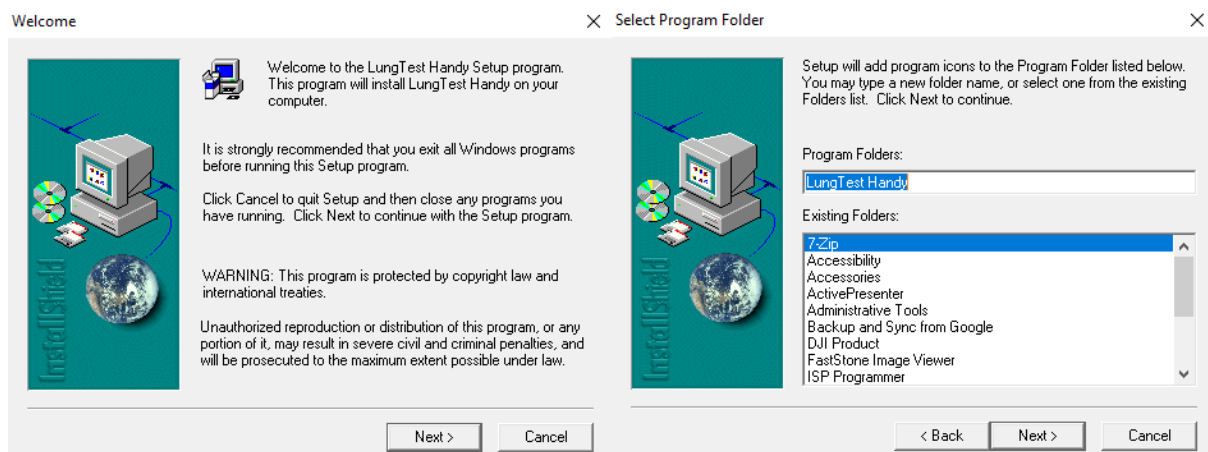 Welcome
Welcome to the LungTest Handy Setup program.
This program will install LungTest Handy on your
computer.
It is strongly recommended that you exit all Windows programs
before running this Setup program.
Click Cancel to quit Setup and then close any programs you
have running. Click Next to continue with the Setup program.
WARNING: This program is protected by copyright law and
international treaties.
Unauthorized reproduction or distribution of this program, or any
portion of it, may result in severe civil and criminal penalties, and
will be prosecuted to the maximum extent possible under law.
InstallShield
Next >
Cancel
Select Program Folder
Setup will add program icons to the Program Folder listed below.
You may type a new folder name, or select one from the existing
Folders list. Click Next to continue.
Program Folders:
LungTest Handy
Existing Folders:
7-Zip
Accessibility
Accessories
ActivePresenter
Administrative Tools
Backup and Sync from Google
DJI Product
FastStone Image Viewer
ISP Programmer
InstallShield
< Back
Next >
Cancel